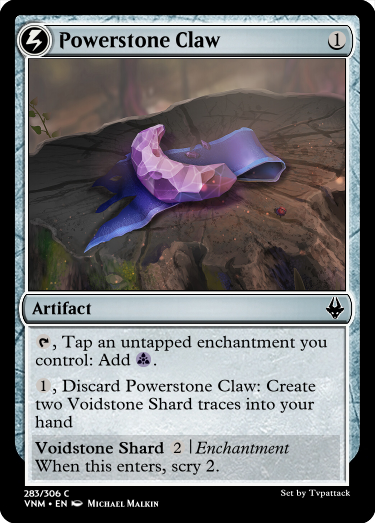 Powerstone Claw 1
Artifact
, Tap an untapped enchantment you
control: Add .
1, Discard Powerstone Claw: Create
two Voidstone Shard traces into your
hand
Voidstone Shard 2 | Enchantment
When this enters, scry 2.
283/306 C
VNM • EN Michael Malkin
Set by Tvpattack